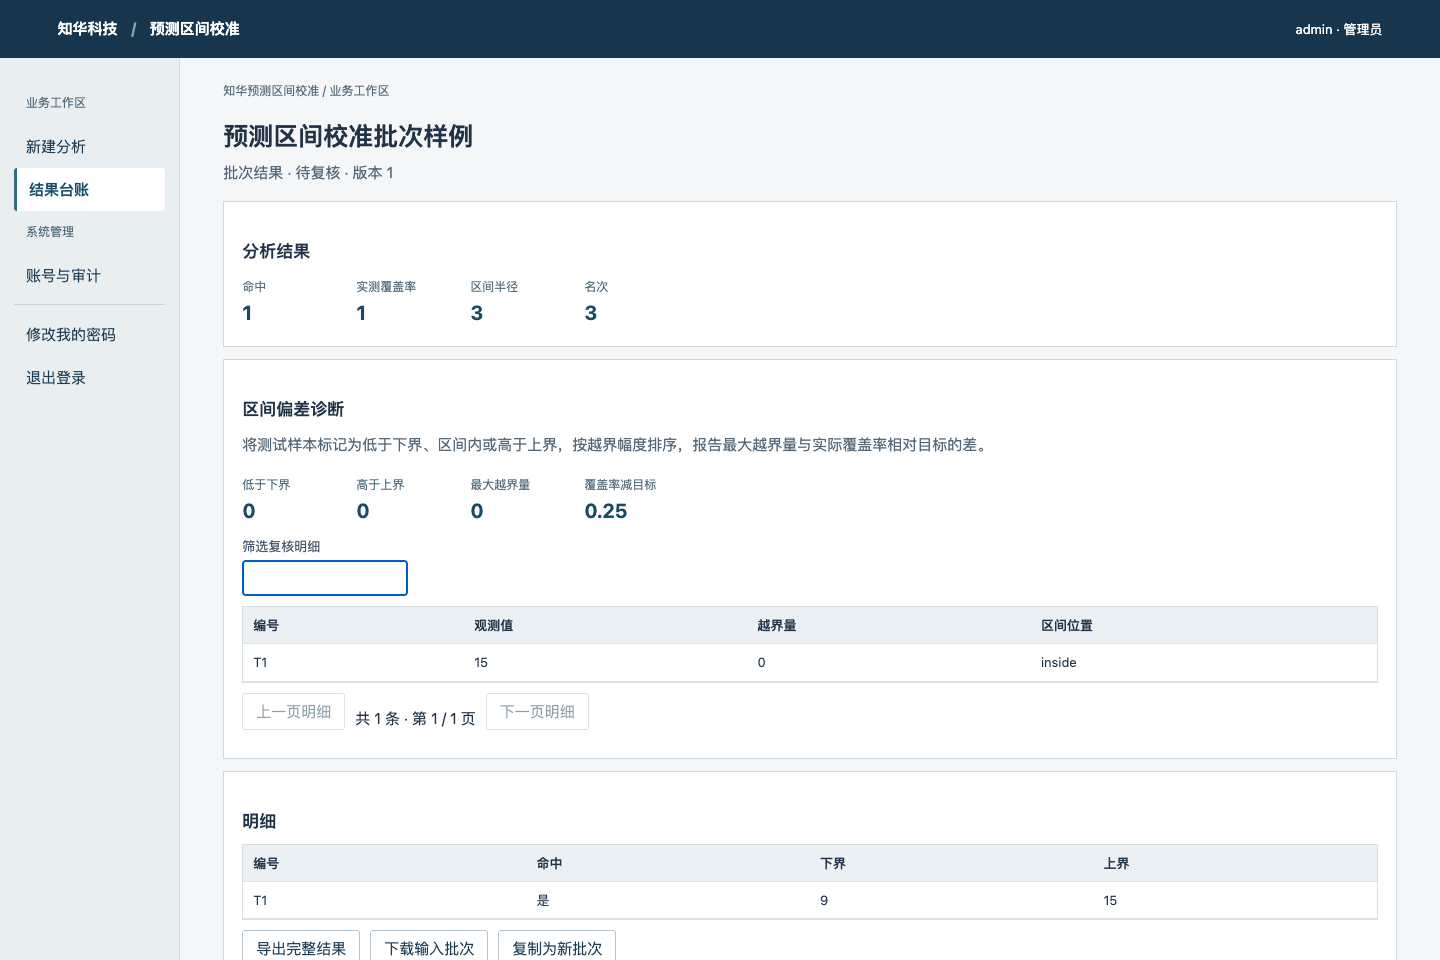 知华科技 / 预测区间校准
admin · 管理员
业务工作区
新建分析
结果台账
系统管理
账号与审计
修改我的密码
退出登录
知华预测区间校准 / 业务工作区
预测区间校准批次样例
批次结果 · 待复核 · 版本 1
分析结果
命中 实测覆盖率 区间半径 名次
1 1 3 3
区间偏差诊断
将测试样本标记为低于下界、区间内或高于上界，按越界幅度排序，报告最大越界量与实际覆盖率相对目标的差。
低于下界 高于上界 最大越界量 覆盖率减目标
0 0 0 0.25
筛选复核明细
编号 观测值 越界量 区间位置
T1 15 0 inside
上一页明细 共 1 条 · 第 1 / 1 页 下一页明细
明细
编号 命中 下界 上界
T1 是 9 15
导出完整结果 下载输入批次 复制为新批次